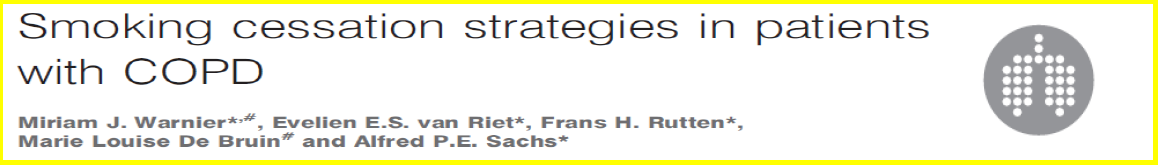 Smoking cessation strategies in patients
with COPD
Miriam J. Warnier*,#, Evelien E.S. van Riet*, Frans H. Rutten*,
Marie Louise De Bruin# and Alfred P.E. Sachs*